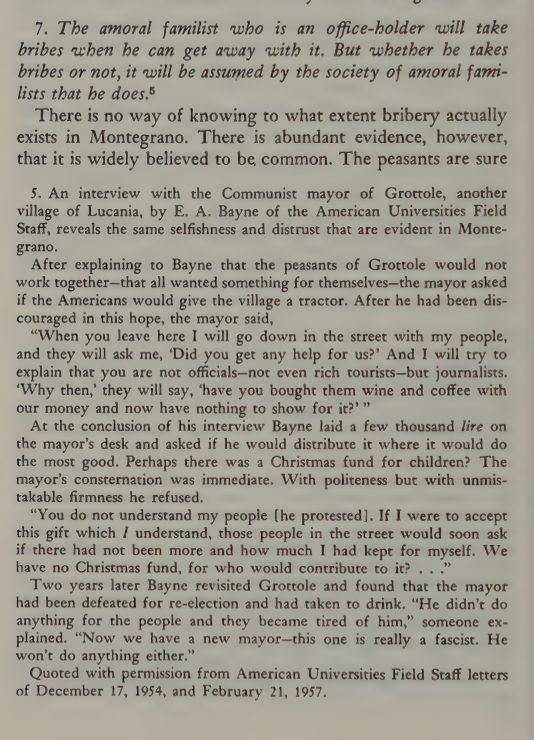 7. The amoral familist who is an office-holder will take
bribes when he can get away with it. But whether he takes
bribes or not, it will be assumed by the society of amoral fami-
lists that he does.⁵
There is no way of knowing to what extent bribery actually
exists in Montegrano. There is abundant evidence, however,
that it is widely believed to be common. The peasants are sure
5. An interview with the Communist mayor of Grottole, another
village of Lucania, by E. A. Bayne of the American Universities Field
Staff, reveals the same selfishness and distrust that are evident in Monte-
grano.
After explaining to Bayne that the peasants of Grottole would not
work together—that all wanted something for themselves—the mayor asked
if the Americans would give the village a tractor. After he had been dis-
couraged in this hope, the mayor said,
"When you leave here I will go down in the street with my people,
and they will ask me, 'Did you get any help for us?' And I will try to
explain that you are not officials—not even rich tourists—but journalists.
'Why then,' they will say, 'have you bought them wine and coffee with
our money and now have nothing to show for it?' "
At the conclusion of his interview Bayne laid a few thousand lire on
the mayor's desk and asked if he would distribute it where it would do
the most good. Perhaps there was a Christmas fund for children? The
mayor's consternation was immediate. With politeness but with unmis-
takable firmness he refused.
"You do not understand my people [he protested]. If I were to accept
this gift which I understand, those people in the street would soon ask
if there had not been more and how much I had kept for myself. We
have no Christmas fund, for who would contribute to it? . . ."
Two years later Bayne revisited Grottole and found that the mayor
had been defeated for re-election and had taken to drink. "He didn't do
anything for the people and they became tired of him," someone ex-
plained. "Now we have a new mayor—this one is really a fascist. He
won't do anything either."
Quoted with permission from American Universities Field Staff letters
of December 17, 1954, and February 21, 1957.